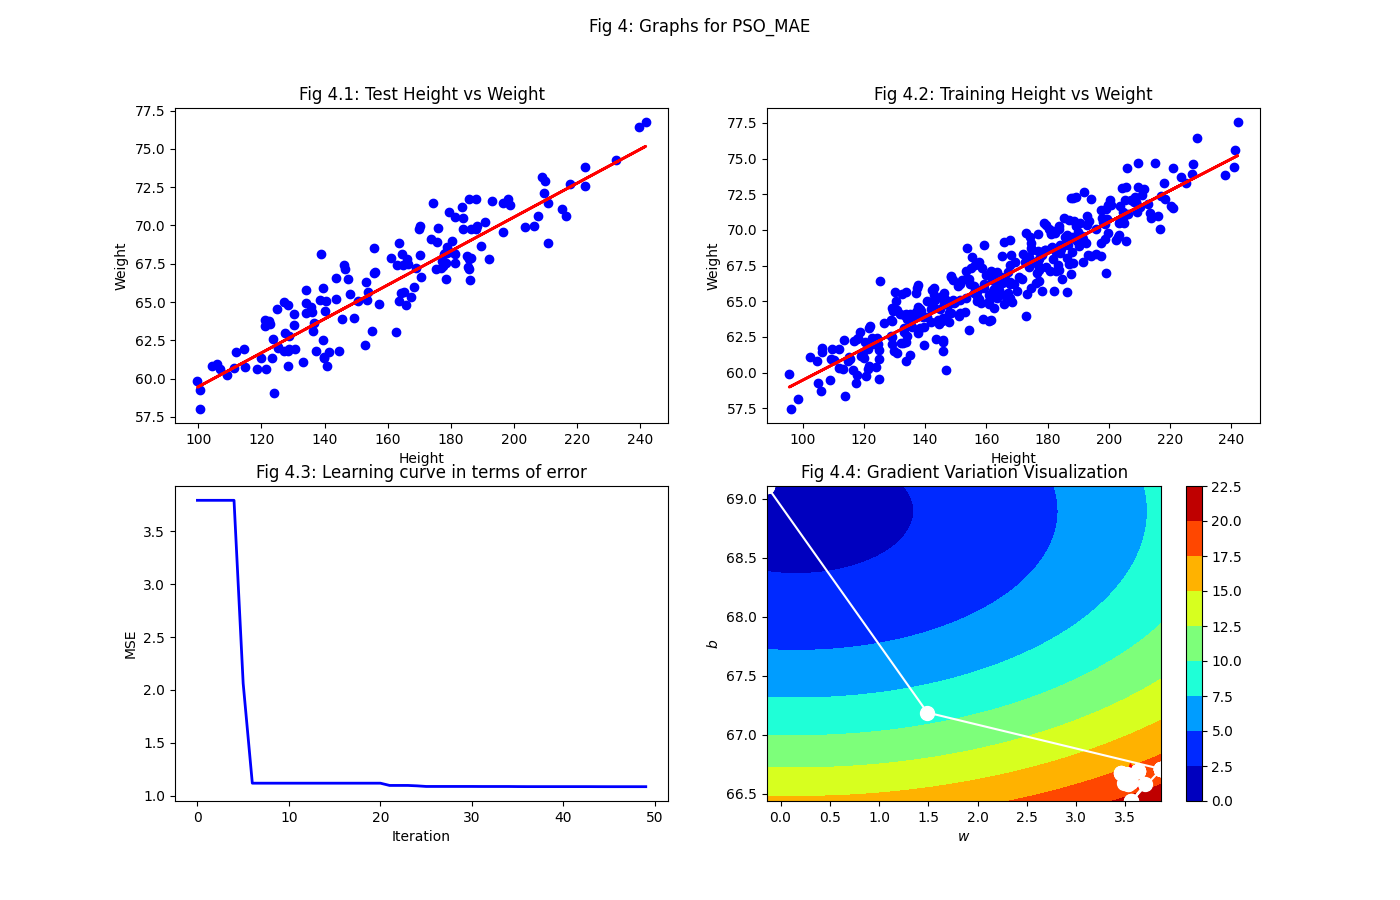 Fig 4: Graphs for PSO_MAE
Fig 4.1: Test Height vs Weight
77.5
75.0
72.5
70.0
67.5
65.0
62.5
60.0
57.5
Weight
100 120 140 160 180 200 220 240
Height
Fig 4.2: Training Height vs Weight
77.5
75.0
72.5
70.0
67.5
65.0
62.5
60.0
57.5
Weight
100 120 140 160 180 200 220 240
Height
Fig 4.3: Learning curve in terms of error
3.5
3.0
2.5
2.0
1.5
1.0
MSE
0 10 20 30 40 50
Iteration
Fig 4.4: Gradient Variation Visualization
69.0
68.5
68.0
67.5
67.0
66.5
b
0.0 0.5 1.0 1.5 2.0 2.5 3.0 3.5
w
22.5
20.0
17.5
15.0
12.5
10.0
7.5
5.0
2.5
0.0